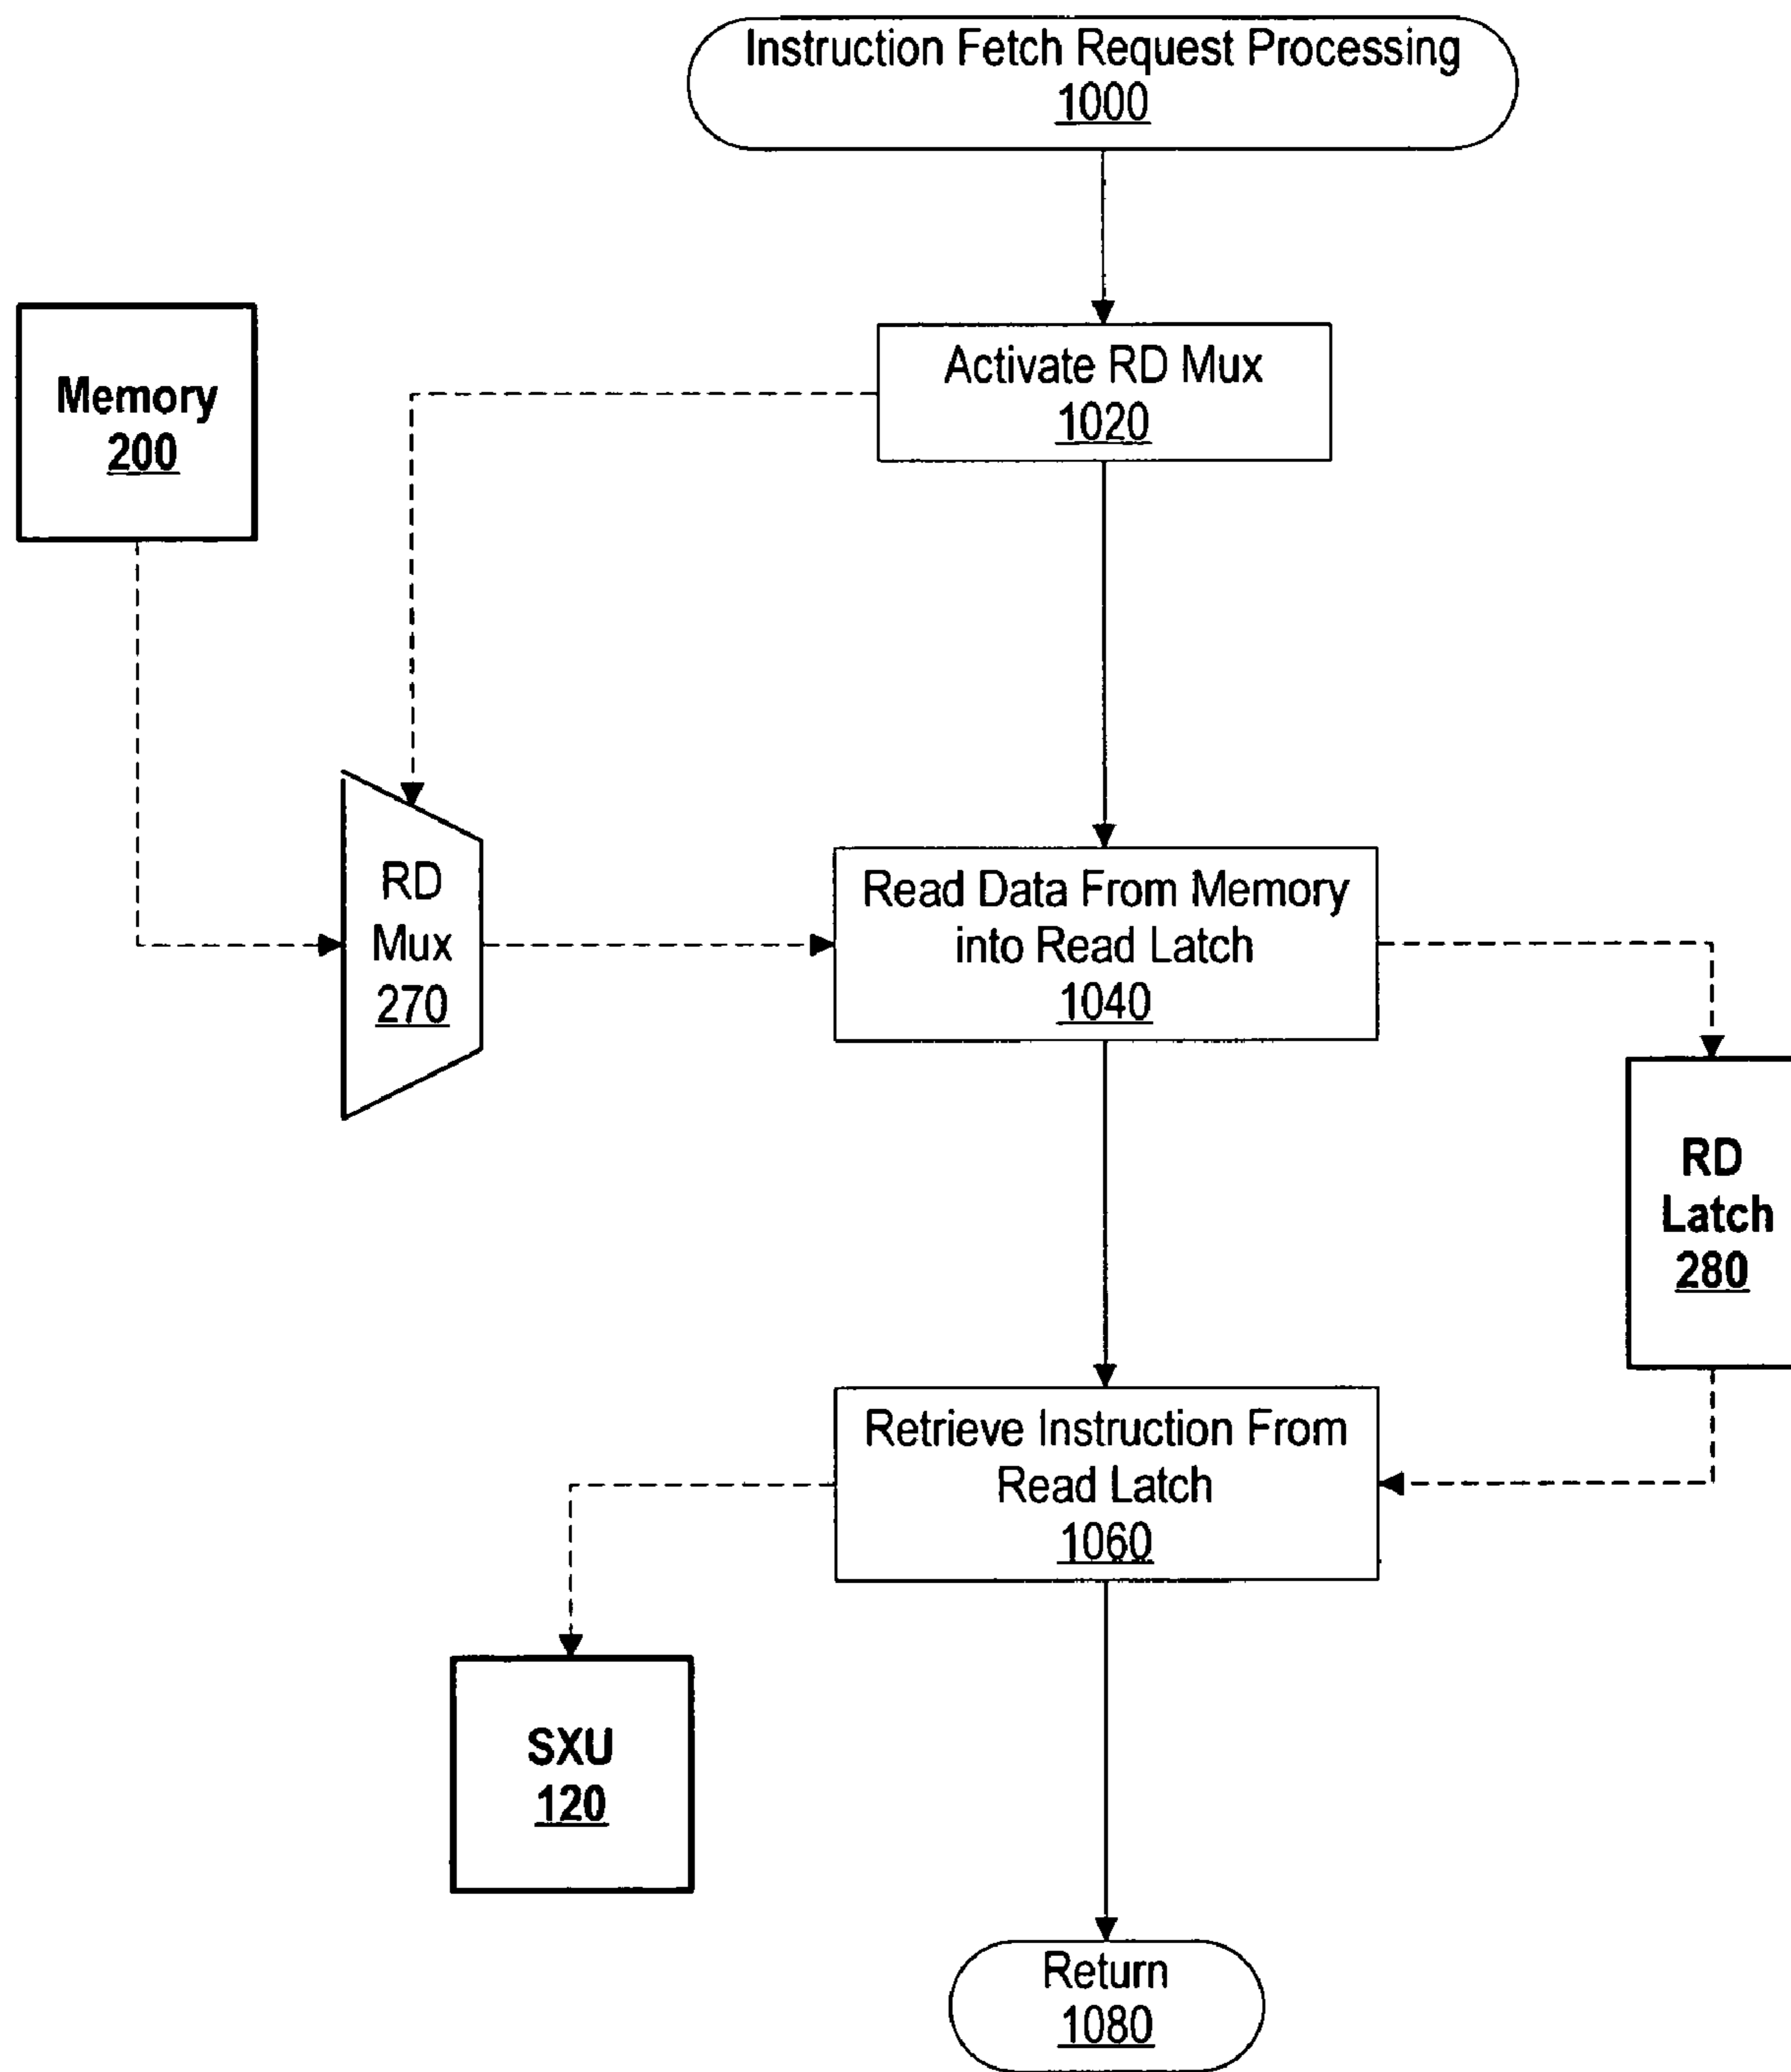 Instruction Fetch Request Processing
1000
Activate RD Mux
1020
Memory
200
RD
Mux
270
Read Data From Memory
into Read Latch
1040
RD
Latch
280
Retrieve Instruction From
Read Latch
1060
SXU
120
Return
1080